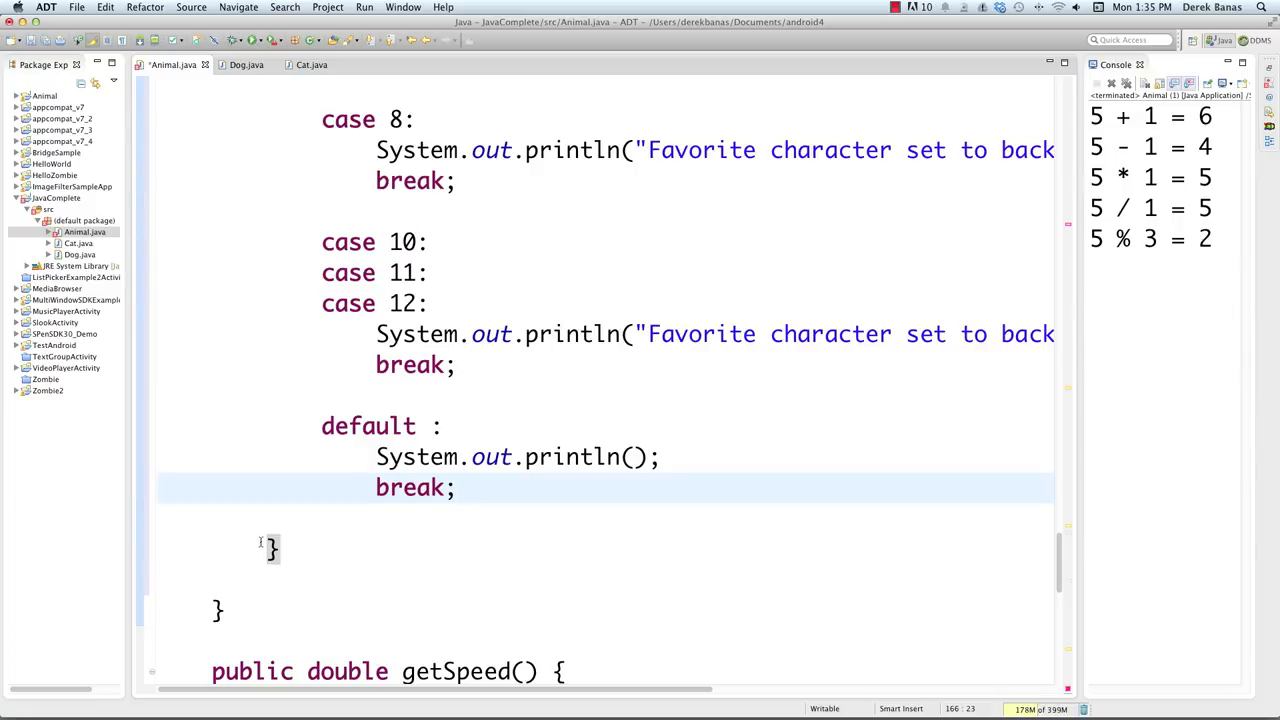 ADT File Edit Refactor Source Navigate Search Project Run Window Help 10 Mon 1:35 PM Derek Banas
Java – JavaComplete/src/Animal.java – ADT – /Users/derekbanas/Documents/android4
Quick Access Java DDMS
Package Exp *Animal.java Dog.java Cat.java Console
<terminated> Animal (1) [Java Application] /S
Animal
appcompat_v7
appcompat_v7_2
appcompat_v7_3
appcompat_v7_4
BridgeSample
HelloWorld
HelloZombie
ImageFilterSampleApp
JavaComplete
src
(default package)
Animal.java
Cat.java
Dog.java
JRE System Library [Ja
ListPickerExample2Activi
MediaBrowser
MultiWindowSDKExample
MusicPlayerActivity
SlookActivity
SPenSDK30_Demo
TestAndroid
TextGroupActivity
VideoPlayerActivity
Zombie
Zombie2
case 8:
System.out.println("Favorite character set to back
break;
case 10:
case 11:
case 12:
System.out.println("Favorite character set to back
break;
default :
System.out.println();
break;
}
}
public double getSpeed() {
5 + 1 = 6
5 - 1 = 4
5 * 1 = 5
5 / 1 = 5
5 % 3 = 2
Writable Smart Insert 166 : 23 178M of 399M